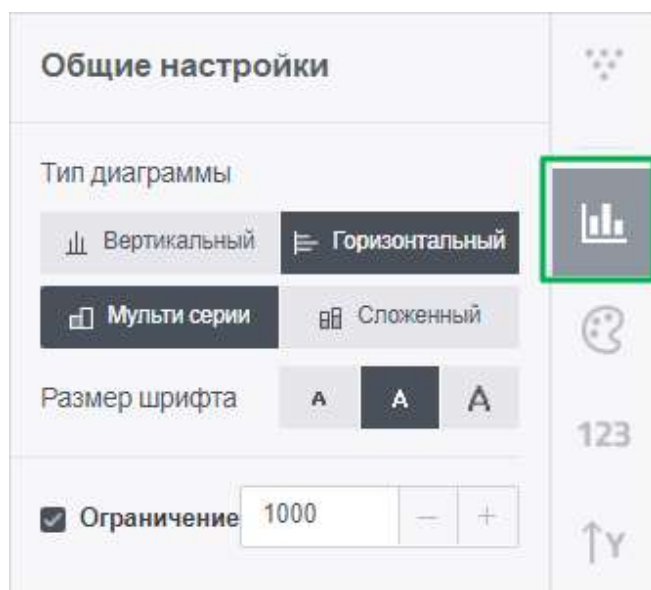 Общие настройки
Тип диаграммы
Вертикальный Горизонтальный
Мульти серии Сложенный
Размер шрифта A A A
123
Ограничение 1000 — +
↑Y